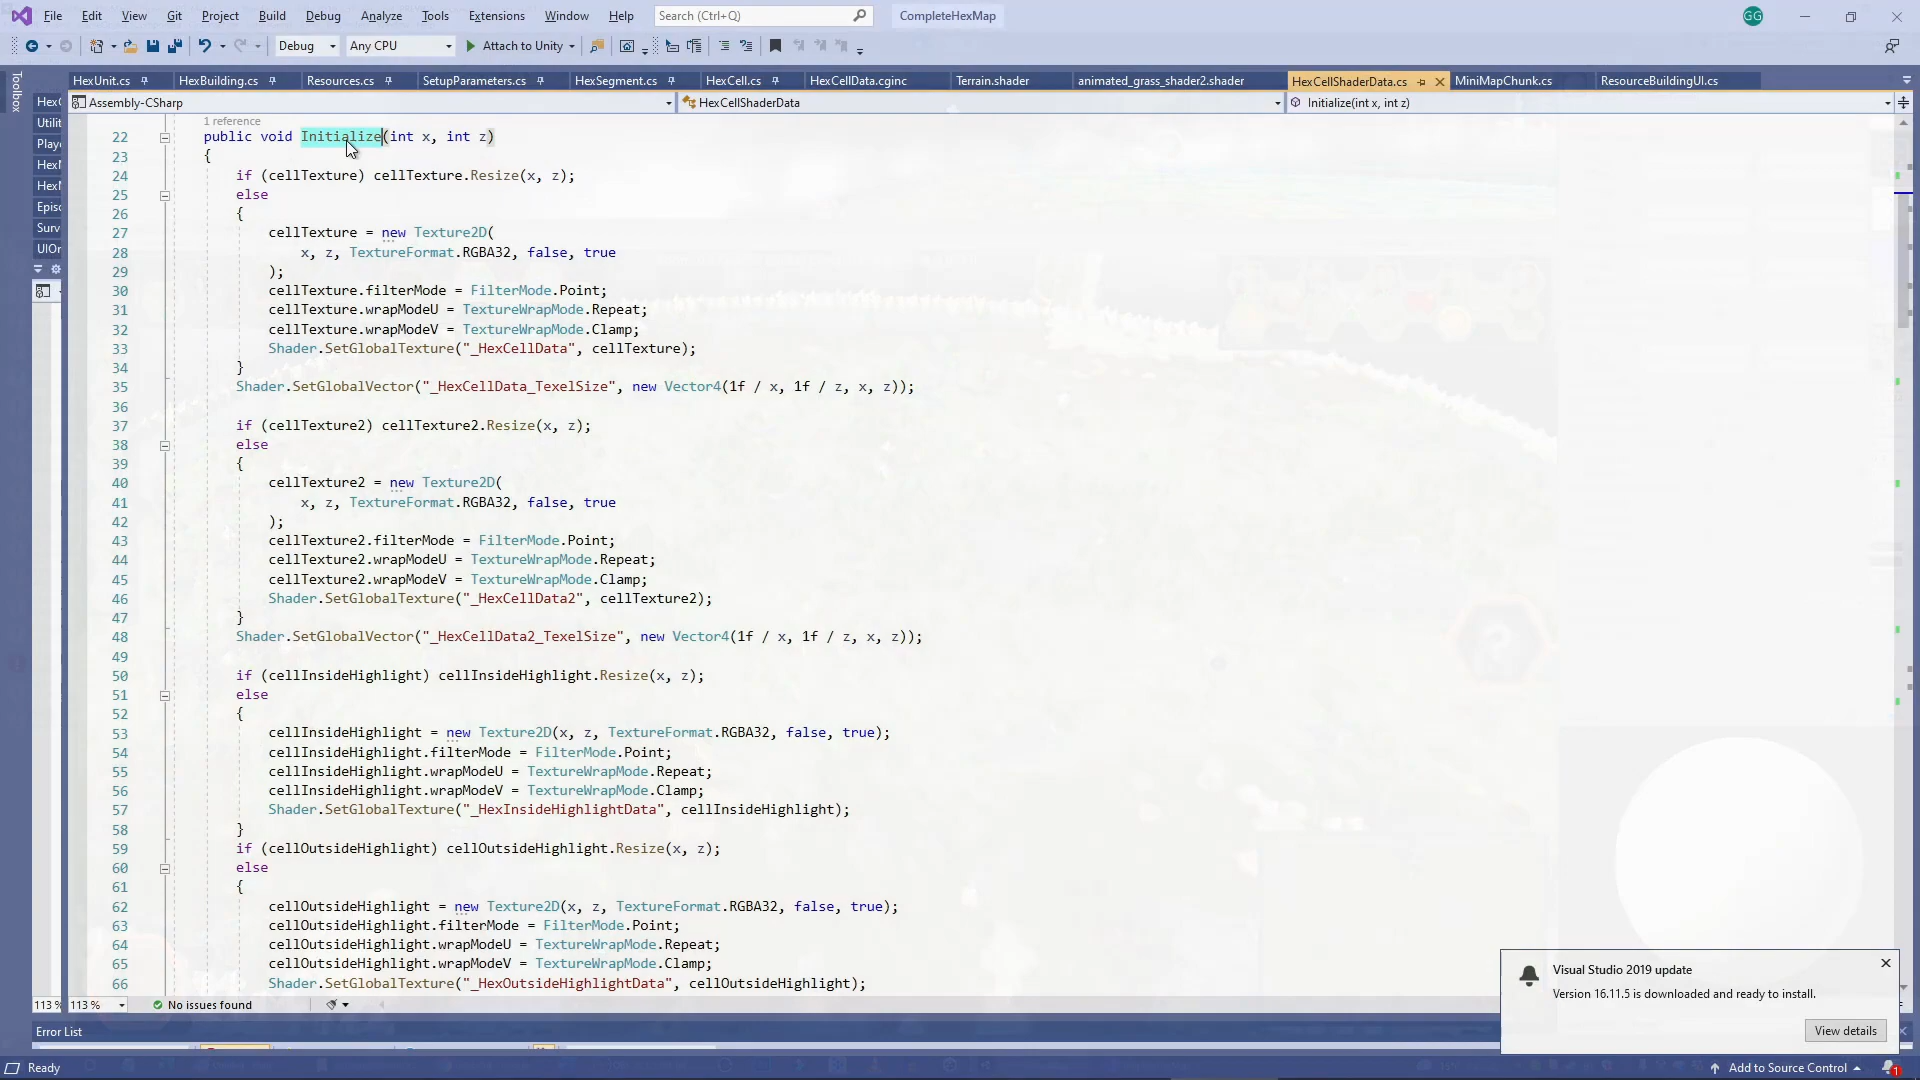 File Edit View Git Project Build Debug Analyze Tools Extensions Window Help Search (Ctrl+Q) CompleteHexMap GG
Debug Any CPU Attach to Unity
Toolbox
HexUnit.cs HexBuilding.cs Resources.cs SetupParameters.cs HexSegment.cs HexCell.cs HexCellData.cginc Terrain.shader animated_grass_shader2.shader HexCellShaderData.cs MiniMapChunk.cs ResourceBuildingUI.cs
Assembly-CSharp HexCellShaderData Initialize(int x, int z)
1 reference
22 public void Initialize(int x, int z)
23 {
24 if (cellTexture) cellTexture.Resize(x, z);
25 else
26 {
27 cellTexture = new Texture2D(
28 x, z, TextureFormat.RGBA32, false, true
29 );
30 cellTexture.filterMode = FilterMode.Point;
31 cellTexture.wrapModeU = TextureWrapMode.Repeat;
32 cellTexture.wrapModeV = TextureWrapMode.Clamp;
33 Shader.SetGlobalTexture("_HexCellData", cellTexture);
34 }
35 Shader.SetGlobalVector("_HexCellData_TexelSize", new Vector4(1f / x, 1f / z, x, z));
36
37 if (cellTexture2) cellTexture2.Resize(x, z);
38 else
39 {
40 cellTexture2 = new Texture2D(
41 x, z, TextureFormat.RGBA32, false, true
42 );
43 cellTexture2.filterMode = FilterMode.Point;
44 cellTexture2.wrapModeU = TextureWrapMode.Repeat;
45 cellTexture2.wrapModeV = TextureWrapMode.Clamp;
46 Shader.SetGlobalTexture("_HexCellData2", cellTexture2);
47 }
48 Shader.SetGlobalVector("_HexCellData2_TexelSize", new Vector4(1f / x, 1f / z, x, z));
49
50 if (cellInsideHighlight) cellInsideHighlight.Resize(x, z);
51 else
52 {
53 cellInsideHighlight = new Texture2D(x, z, TextureFormat.RGBA32, false, true);
54 cellInsideHighlight.filterMode = FilterMode.Point;
55 cellInsideHighlight.wrapModeU = TextureWrapMode.Repeat;
56 cellInsideHighlight.wrapModeV = TextureWrapMode.Clamp;
57 Shader.SetGlobalTexture("_HexInsideHighlightData", cellInsideHighlight);
58 }
59 if (cellOutsideHighlight) cellOutsideHighlight.Resize(x, z);
60 else
61 {
62 cellOutsideHighlight = new Texture2D(x, z, TextureFormat.RGBA32, false, true);
63 cellOutsideHighlight.filterMode = FilterMode.Point;
64 cellOutsideHighlight.wrapModeU = TextureWrapMode.Repeat;
65 cellOutsideHighlight.wrapModeV = TextureWrapMode.Clamp;
66 Shader.SetGlobalTexture("_HexOutsideHighlightData", cellOutsideHighlight);
Visual Studio 2019 update
Version 16.11.5 is downloaded and ready to install.
View details
113 % 113 % No issues found
Error List
Ready Add to Source Control 1